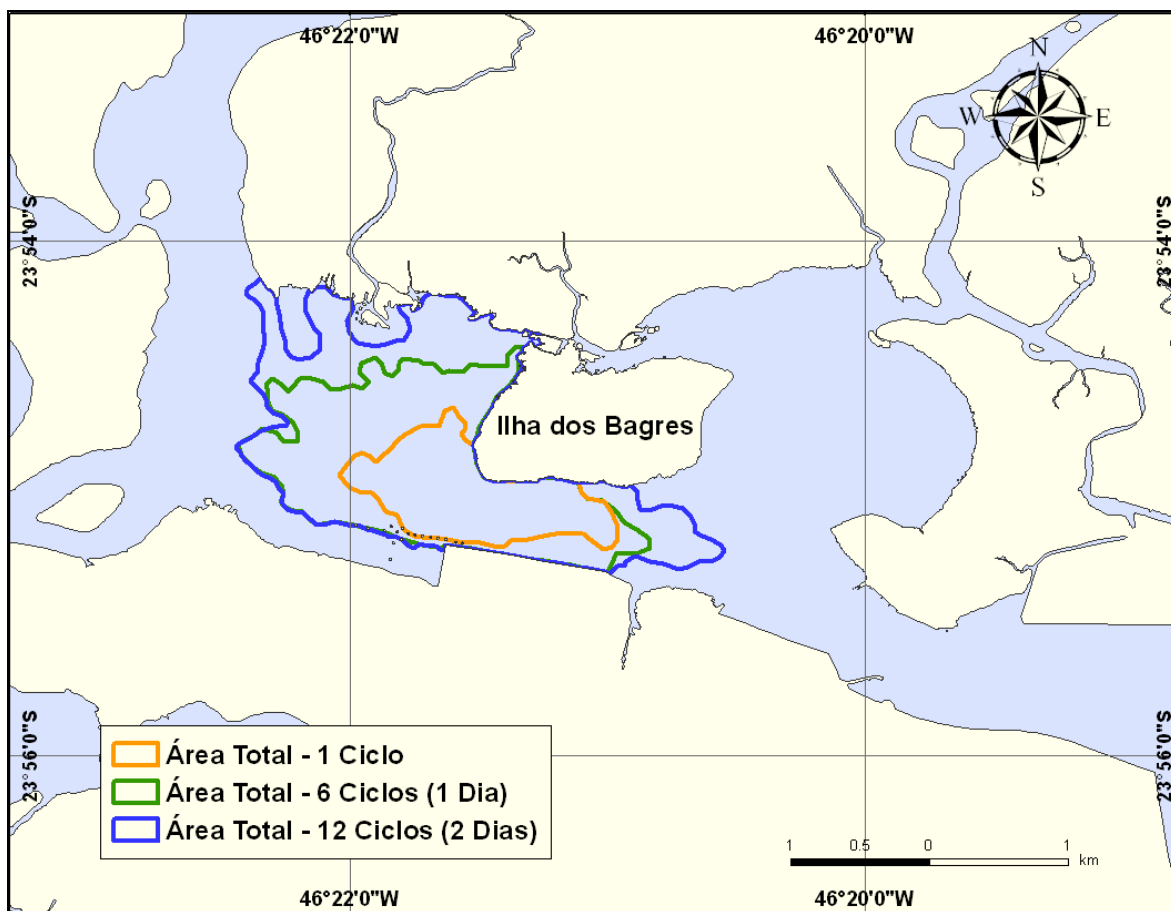 46°22'0"W
46°20'0"W
N
W
E
S
23°54'0"S
23°54'0"S
Ilha dos Bagres
23°56'0"S
23°56'0"S
Área Total - 1 Ciclo
Área Total - 6 Ciclos (1 Dia)
Área Total - 12 Ciclos (2 Dias)
1
0.5
0
1
km
46°22'0"W
46°20'0"W